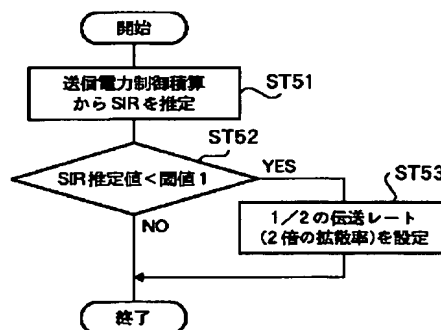 開始
送信電力制御積算
からSIRを推定
ST51
ST52
SIR推定値<閾値1
YES
ST53
NO
1/2の伝送レート
(2倍の拡散率)を設定
終了